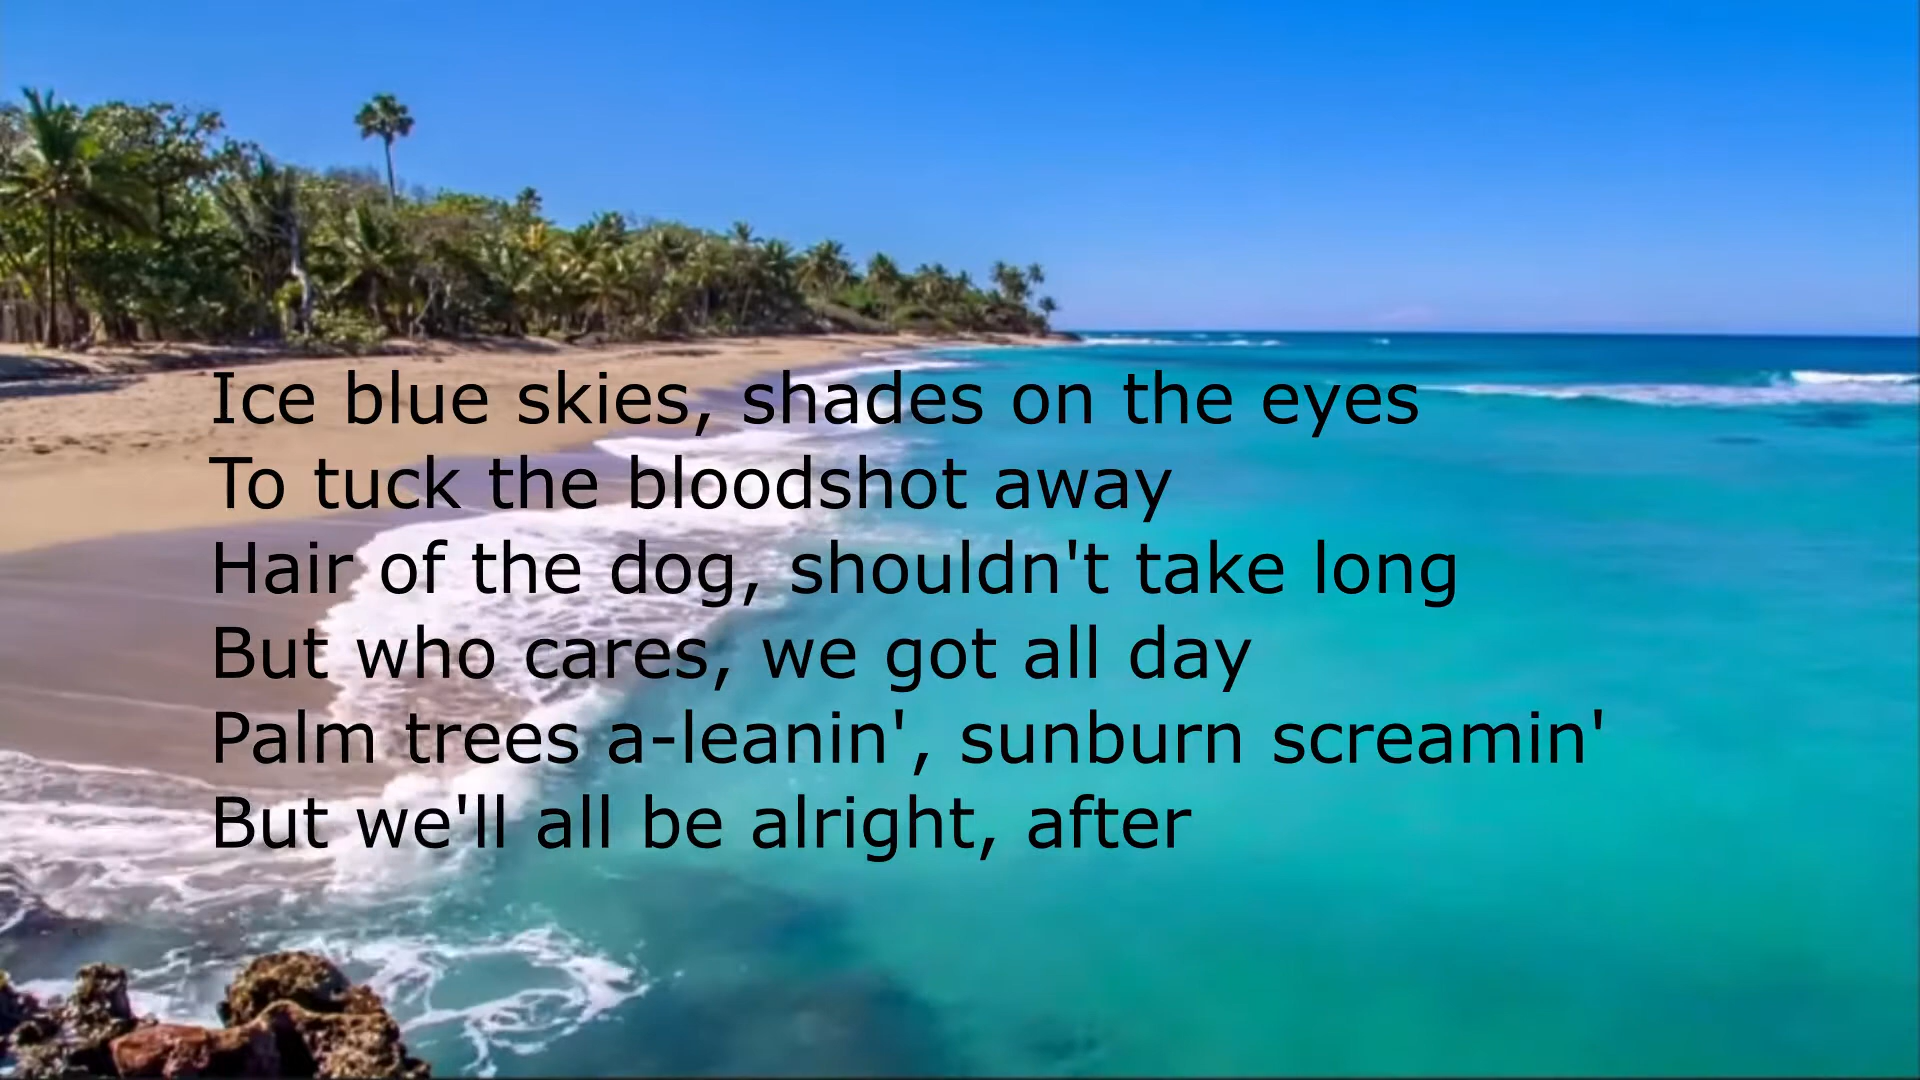 Ice blue skies, shades on the eyes
To tuck the bloodshot away
Hair of the dog, shouldn't take long
But who cares, we got all day
Palm trees a-leanin', sunburn screamin'
But we'll all be alright, after